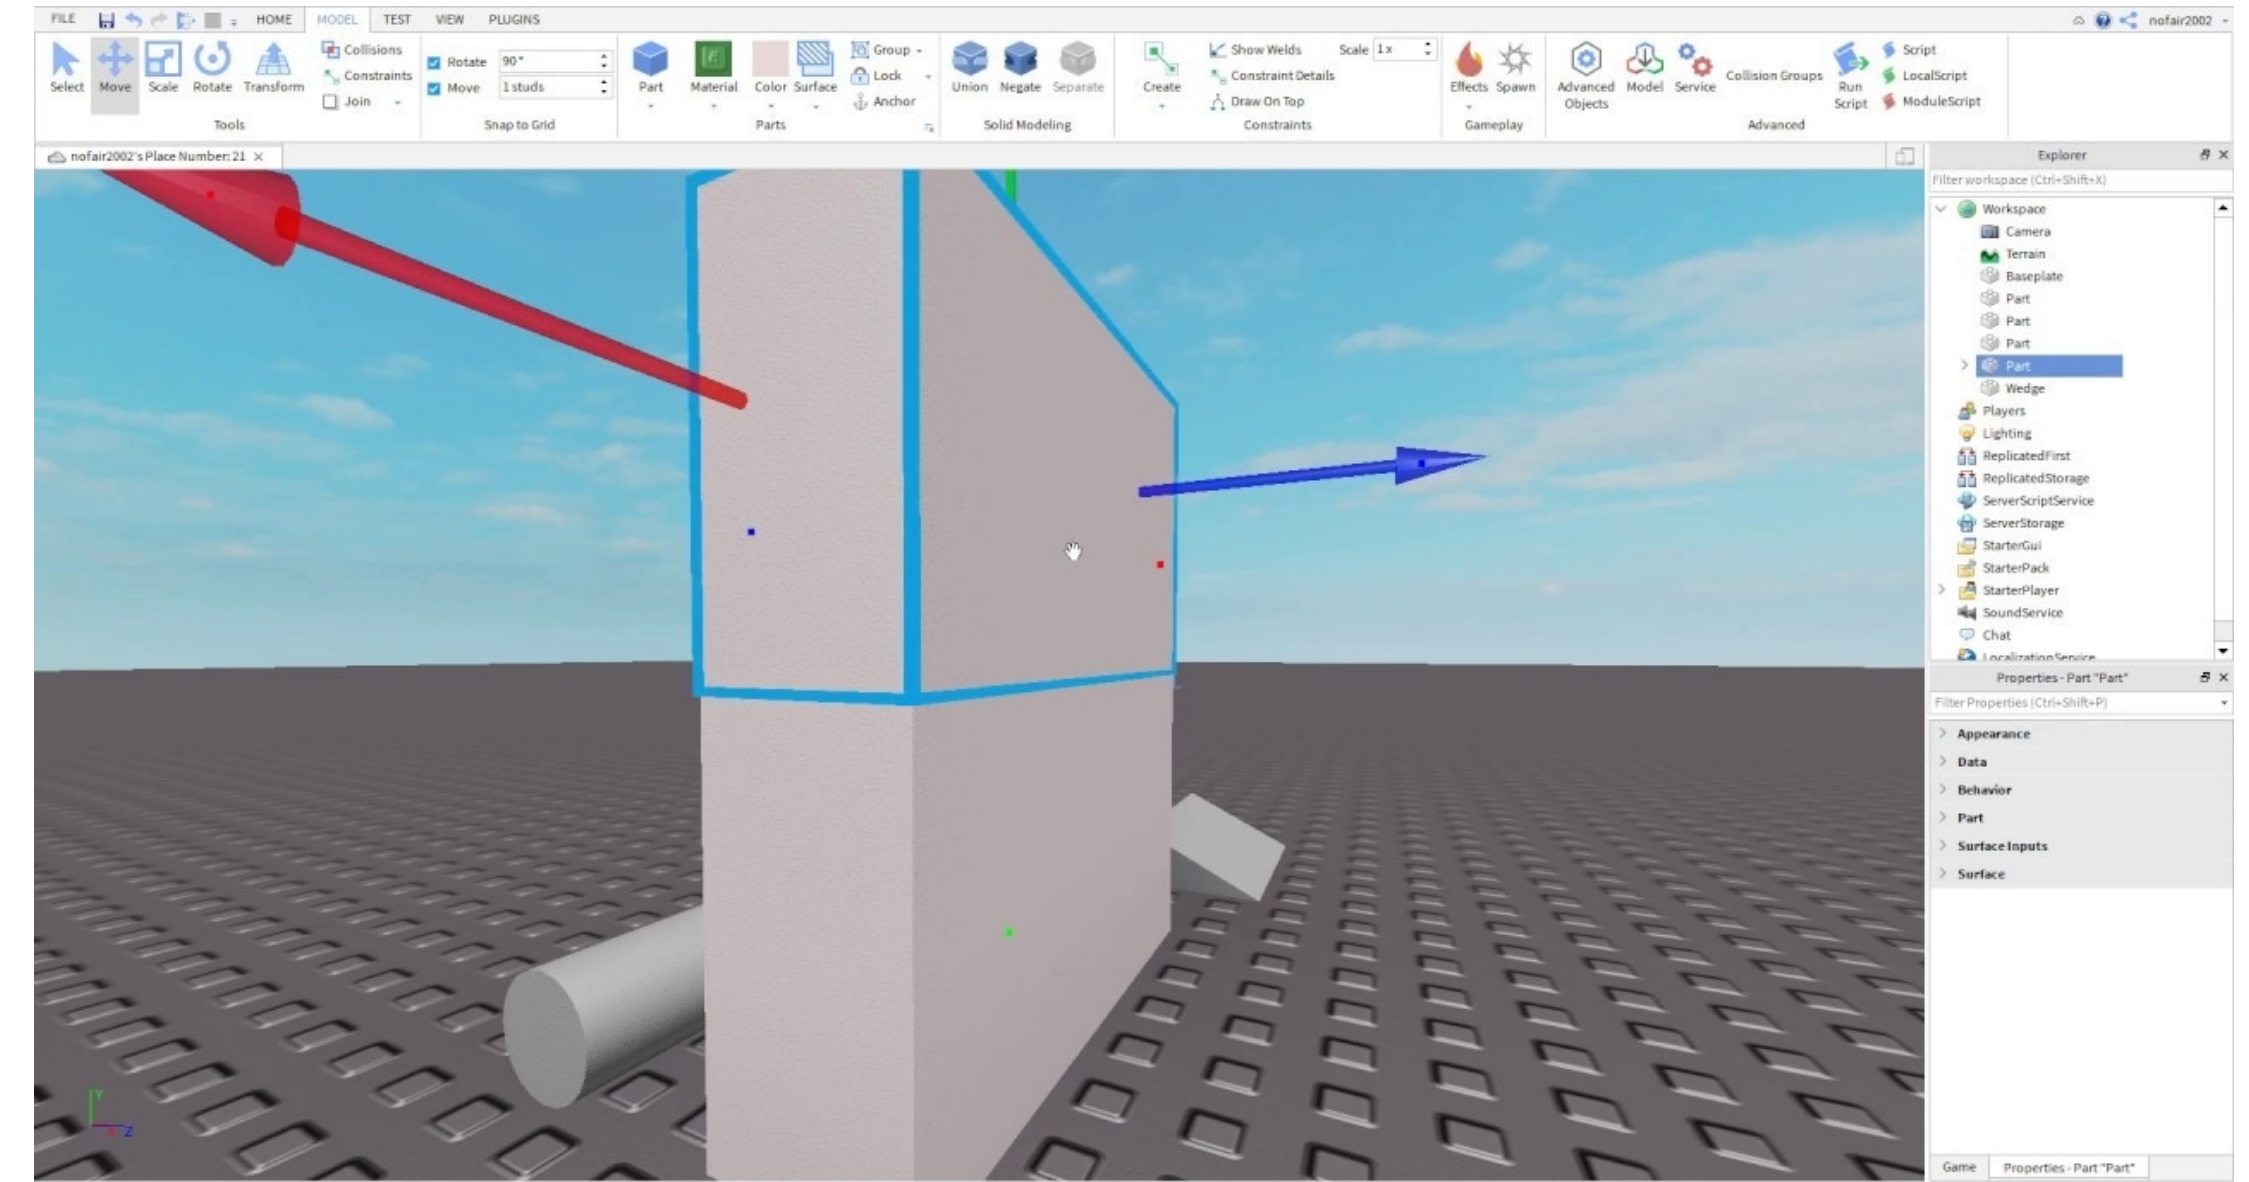 FILE HOME MODEL TEST VIEW PLUGINS nofair2002
Select Move Scale Rotate Transform
Collisions
Constraints
Join
Tools
Rotate 90°
Move 1 studs
Snap to Grid
Part Material Color Surface
Group
Lock
Anchor
Parts
Union Negate Separate
Solid Modeling
Create
Show Welds Scale 1x
Constraint Details
Draw On Top
Constraints
Effects Spawn
Gameplay
Advanced Objects Model Service Collision Groups Run Script
Script
LocalScript
ModuleScript
Advanced
nofair2002's Place Number: 21
Explorer
Filter workspace (Ctrl+Shift+X)
Workspace
Camera
Terrain
Baseplate
Part
Part
Part
Part
Wedge
Players
Lighting
ReplicatedFirst
ReplicatedStorage
ServerScriptService
ServerStorage
StarterGui
StarterPack
StarterPlayer
SoundService
Chat
LocalizationService
Properties - Part "Part"
Filter Properties (Ctrl+Shift+P)
Appearance
Data
Behavior
Part
Surface Inputs
Surface
Y
X Z
Game Properties - Part "Part"